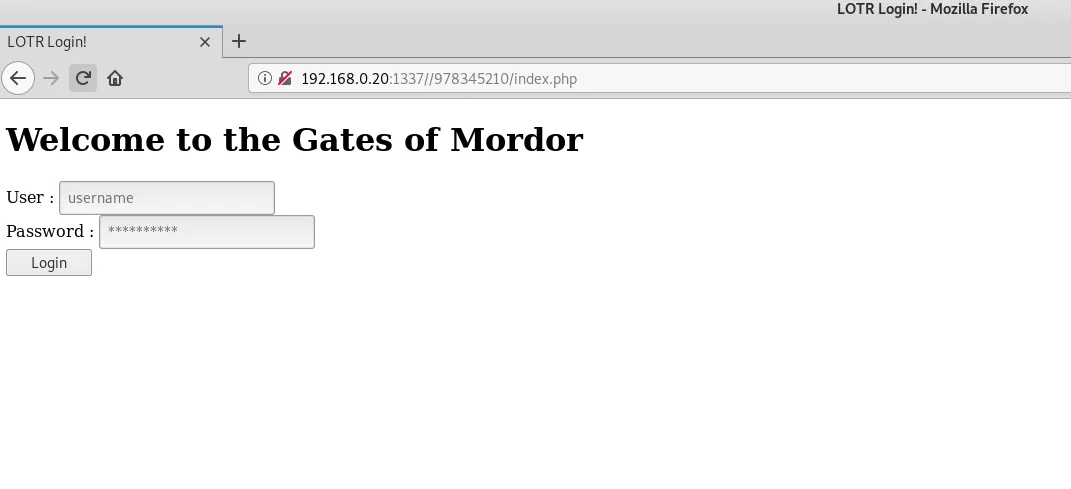 LOTR Login! - Mozilla Firefox
LOTR Login!
192.168.0.20:1337//978345210/index.php
Welcome to the Gates of Mordor
User : username
Password : **********
Login